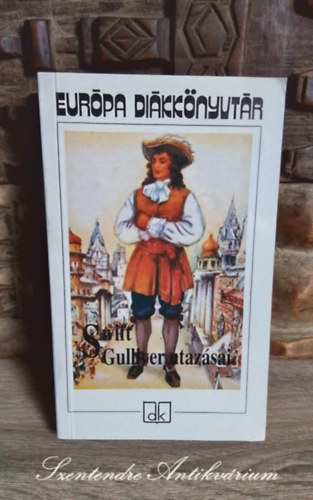 EURÓPA DIÁKKÖNYVTÁR
Swift
Gulliver utazásai
dk
Szentendre Antikvárium